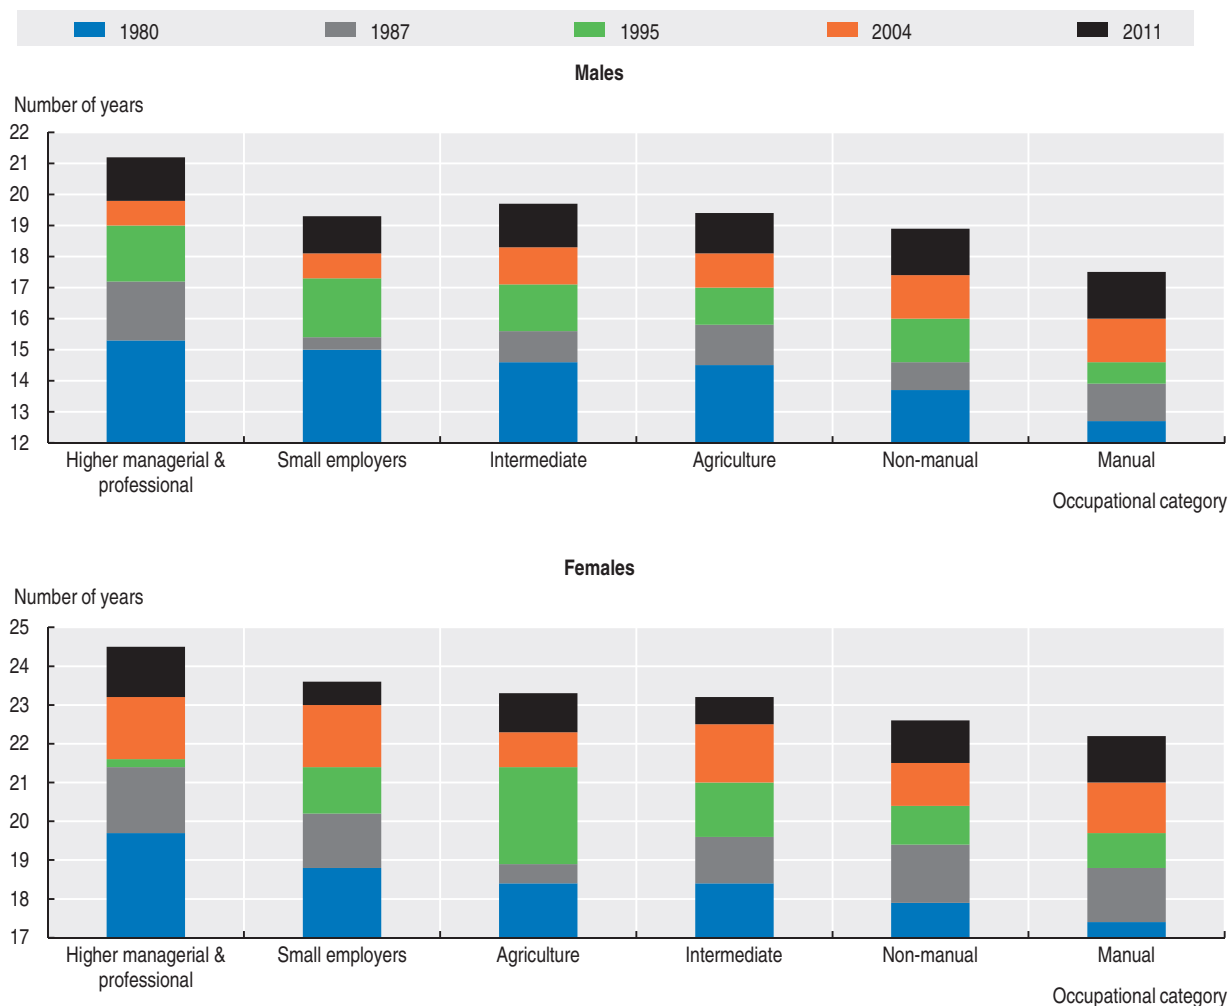 1980 1987 1995 2004 2011
Males
Number of years
22
21
20
19
18
17
16
15
14
13
12
Higher managerial & Small employers Intermediate Agriculture Non-manual Manual
professional
Occupational category
Females
Number of years
25
24
23
22
21
20
19
18
17
Higher managerial & Small employers Agriculture Intermediate Non-manual Manual
professional
Occupational category